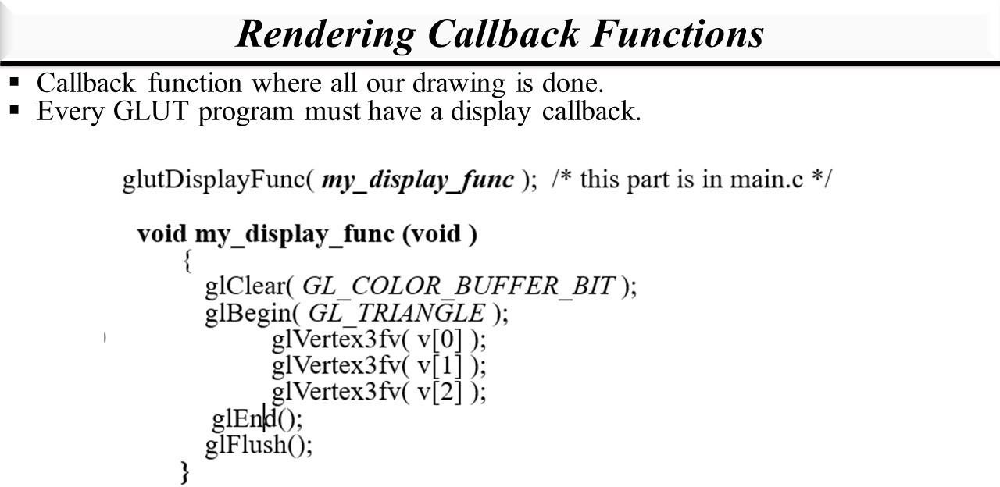 Rendering Callback Functions
▪ Callback function where all our drawing is done.
▪ Every GLUT program must have a display callback.
glutDisplayFunc( my_display_func ); /* this part is in main.c */
void my_display_func (void )
{
glClear( GL_COLOR_BUFFER_BIT );
glBegin( GL_TRIANGLE );
glVertex3fv( v[0] );
glVertex3fv( v[1] );
glVertex3fv( v[2] );
glEnd();
glFlush();
}